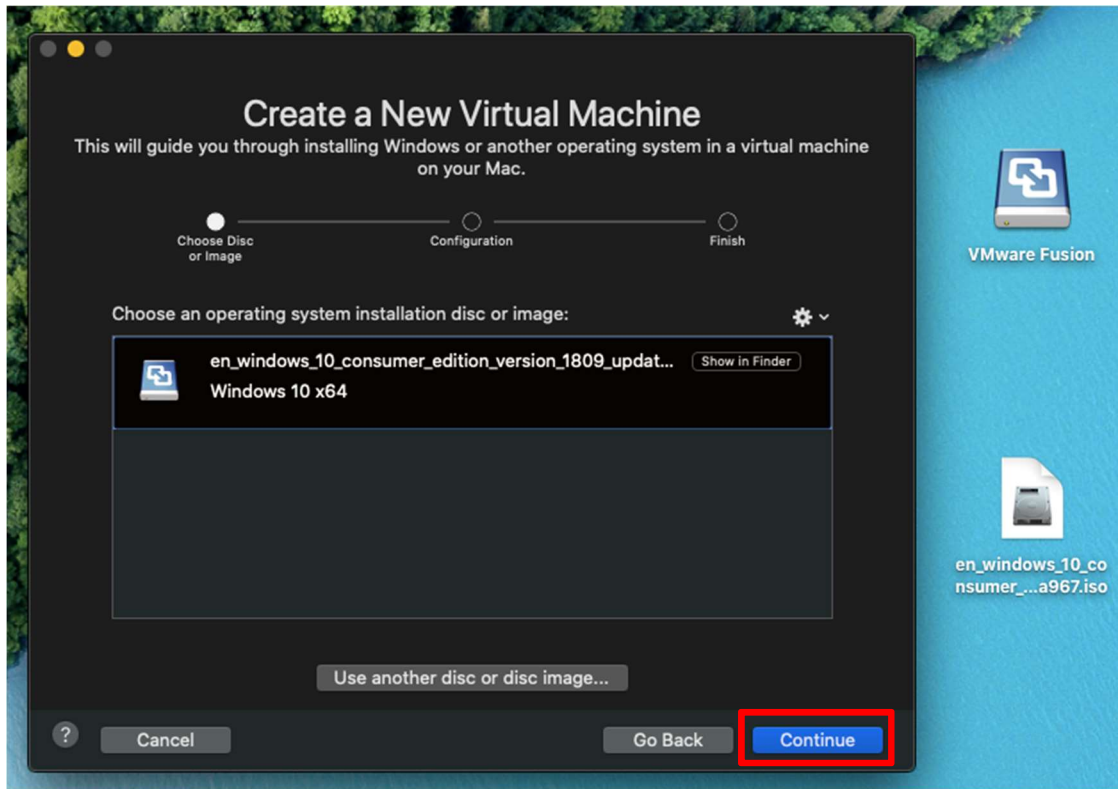 Create a New Virtual Machine
This will guide you through installing Windows or another operating system in a virtual machine
on your Mac.
Choose Disc
or Image
Configuration
Finish
Choose an operating system installation disc or image:
en_windows_10_consumer_edition_version_1809_updat...
Show in Finder
Windows 10 x64
Use another disc or disc image...
?
Cancel
Go Back
Continue
VMware Fusion
en_windows_10_co
nsumer_...a967.iso